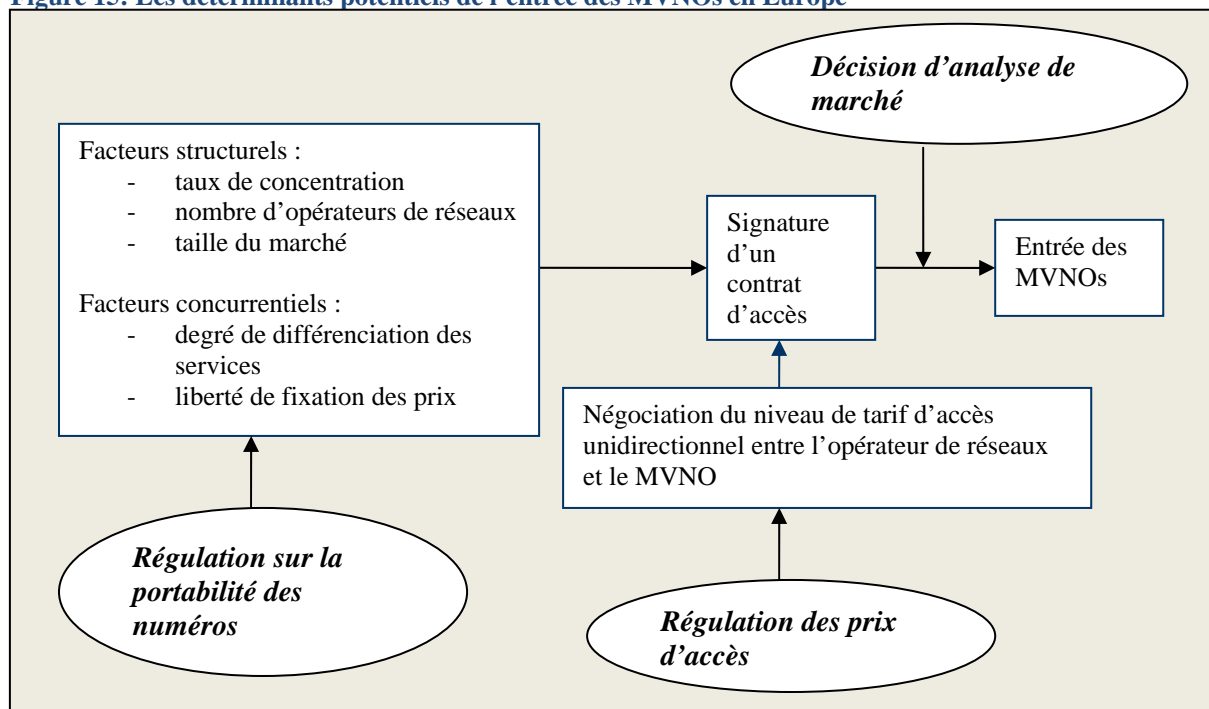 Figure 15: Les déterminants potentiels de l'entrée des MVNOs en Europe
Décision d'analyse de
marché
Facteurs structurels :
- taux de concentration
- nombre d'opérateurs de réseaux
- taille du marché
Facteurs concurrentiels :
- degré de différenciation des
services
- liberté de fixation des prix
Signature
d'un
contrat
d'accès
Entrée des
MVNOs
Négociation du niveau de tarif d'accès
unidirectionnel entre l'opérateur de réseaux
et le MVNO
Régulation sur la
portabilité des
numéros
Régulation des prix
d'accès